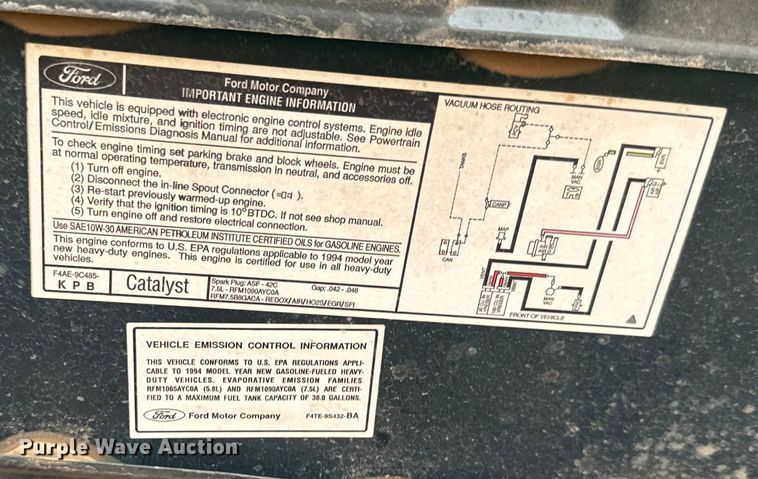 Ford
Ford Motor Company
IMPORTANT ENGINE INFORMATION
This vehicle is equipped with electronic engine control systems. Engine idle
speed, idle mixture, and ignition timing are not adjustable. See Powertrain
Control/Emissions Diagnosis Manual for additional information.
To check engine timing set parking brake and block wheels. Engine must be
at normal operating temperature, transmission in neutral, and accessories off.
(1) Turn off engine.
(2) Disconnect the in-line Spout Connector ( ).
(3) Re-start previously warmed-up engine.
(4) Verify that the ignition timing is 10°BTDC. If not see shop manual.
(5) Turn engine off and restore electrical connection.
Use SAE10W-30 AMERICAN PETROLEUM INSTITUTE CERTIFIED OILS for GASOLINE ENGINES.
This engine conforms to U.S. EPA regulations applicable to 1994 model year
new heavy-duty engines. This engine is certified for use in all heavy-duty
vehicles.
F4AE-9C485-
K P B
Catalyst
Spark Plug: ASF - 42C Gap: .042 - .046
7.5L - RFM1090AYC0A
RFM7.5B8GACA - REDOX/AIR/HO2S/EGR/SFI
VACUUM HOSE ROUTING
TANKS
CANP
MAN
VAC
MAP
CAN
VENT
MAN
VAC
FRONT OF VEHICLE
VEHICLE EMISSION CONTROL INFORMATION
THIS VEHICLE CONFORMS TO U.S. EPA REGULATIONS APPLI-
CABLE TO 1994 MODEL YEAR NEW GASOLINE-FUELED HEAVY-
DUTY VEHICLES. EVAPORATIVE EMISSION FAMILIES
RFM1065AYC0A (5.8L) AND RFM1090AYC0A (7.5L) ARE CERTI-
FIED TO A MAXIMUM FUEL TANK CAPACITY OF 38.0 GALLONS.
Ford
Ford Motor Company
F4TE-9S432-BA
Purple Wave Auction